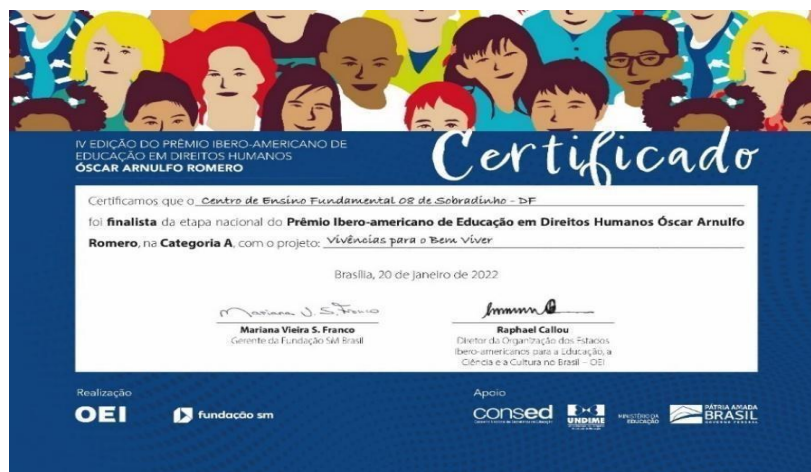 IV EDIÇÃO DO PRÊMIO IBERO-AMERICANO DE
EDUCAÇÃO EM DIREITOS HUMANOS
ÓSCAR ARNULFO ROMERO
Certificado
Certificamos que o Centro de Ensino Fundamental 08 de Sobradinho - DF
foi finalista da etapa nacional do Prêmio Ibero-americano de Educação em Direitos Humanos Óscar Arnulfo
Romero, na Categoria A, com o projeto: Vivências para o Bem Viver
Brasília, 20 de janeiro de 2022
Mariana V. S. Franco
Mariana Vieira S. Franco
Gerente da Fundação SM Brasil
Raphael Callou
Diretor da Organização dos Estados
Ibero-americanos para a Educação, a
Ciência e a Cultura no Brasil – OEI
Realização
OEI
fundação sm
Apoio
consed
UNDIME
MINISTÉRIO DA
EDUCAÇÃO
PÁTRIA AMADA
BRASIL
GOVERNO FEDERAL